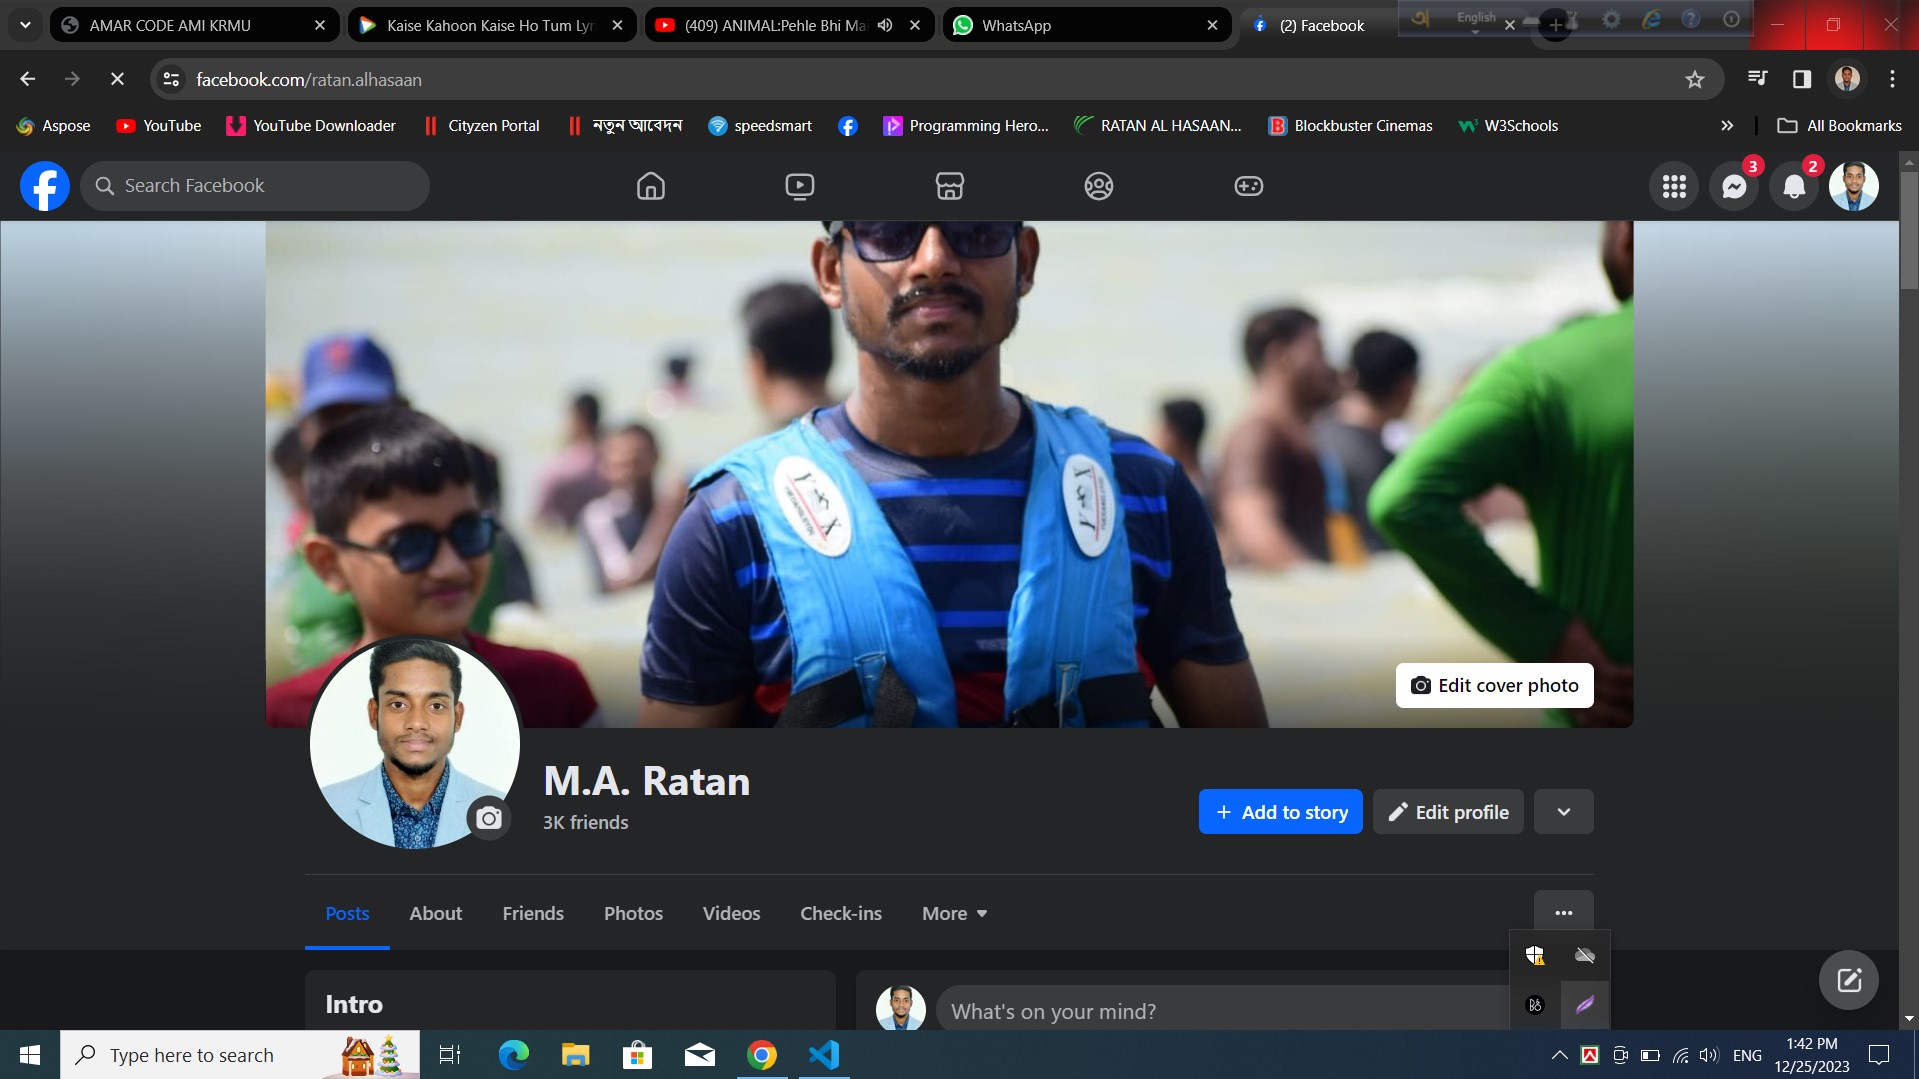 AMAR CODE AMI KRMU
Kaise Kahoon Kaise Ho Tum Lyri
(409) ANIMAL:Pehle Bhi Mai
WhatsApp
(2) Facebook
English
facebook.com/ratan.alhasaan
Aspose
YouTube
YouTube Downloader
Cityzen Portal
নতুন আবেদন
speedsmart
Programming Hero...
RATAN AL HASAAN...
Blockbuster Cinemas
W3Schools
All Bookmarks
Search Facebook
3
2
Edit cover photo
M.A. Ratan
3K friends
Add to story
Edit profile
Posts
About
Friends
Photos
Videos
Check-ins
More
Intro
What's on your mind?
Type here to search
ENG
1:42 PM
12/25/2023